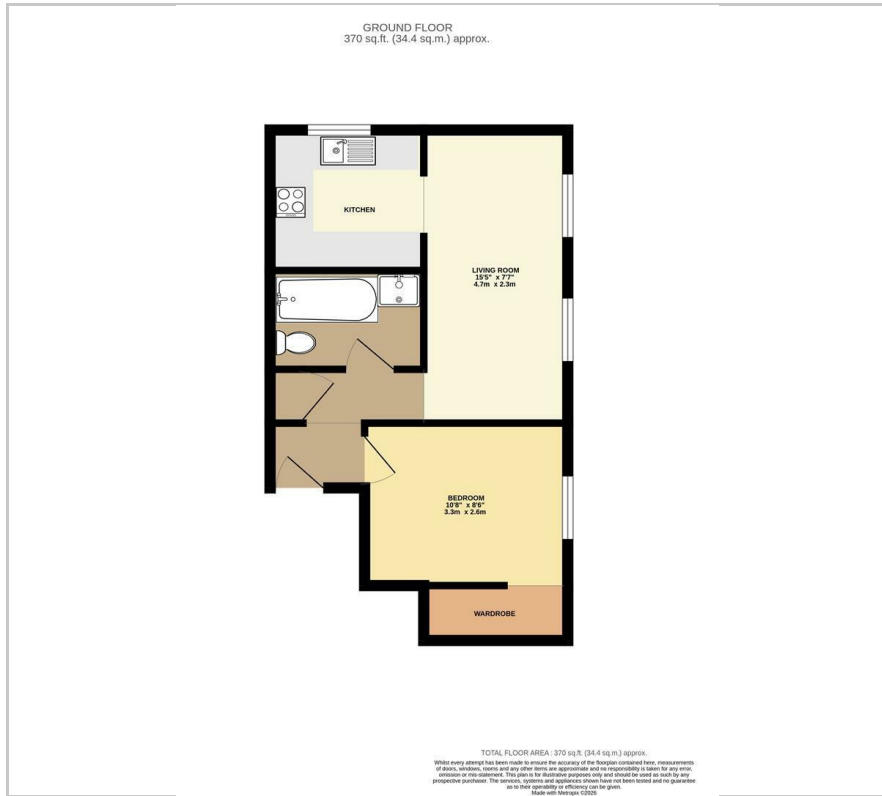 GROUND FLOOR
370 sq.ft. (34.4 sq.m.) approx.
KITCHEN
LIVING ROOM
15'5" x 7'7"
4.7m x 2.3m
BEDROOM
10'8" x 8'6"
3.3m x 2.6m
WARDROBE
TOTAL FLOOR AREA : 370 sq.ft. (34.4 sq.m.) approx.
Whilst every attempt has been made to ensure the accuracy of the floorplan contained here, measurements
of doors, windows, rooms and any other items are approximate and no responsibility is taken for any error,
omission or mis-statement. This plan is for illustrative purposes only and should be used as such by any
prospective purchaser. The services, systems and appliances shown have not been tested and no guarantee
as to their operability or efficiency can be given.
Made with Metropix ©2026